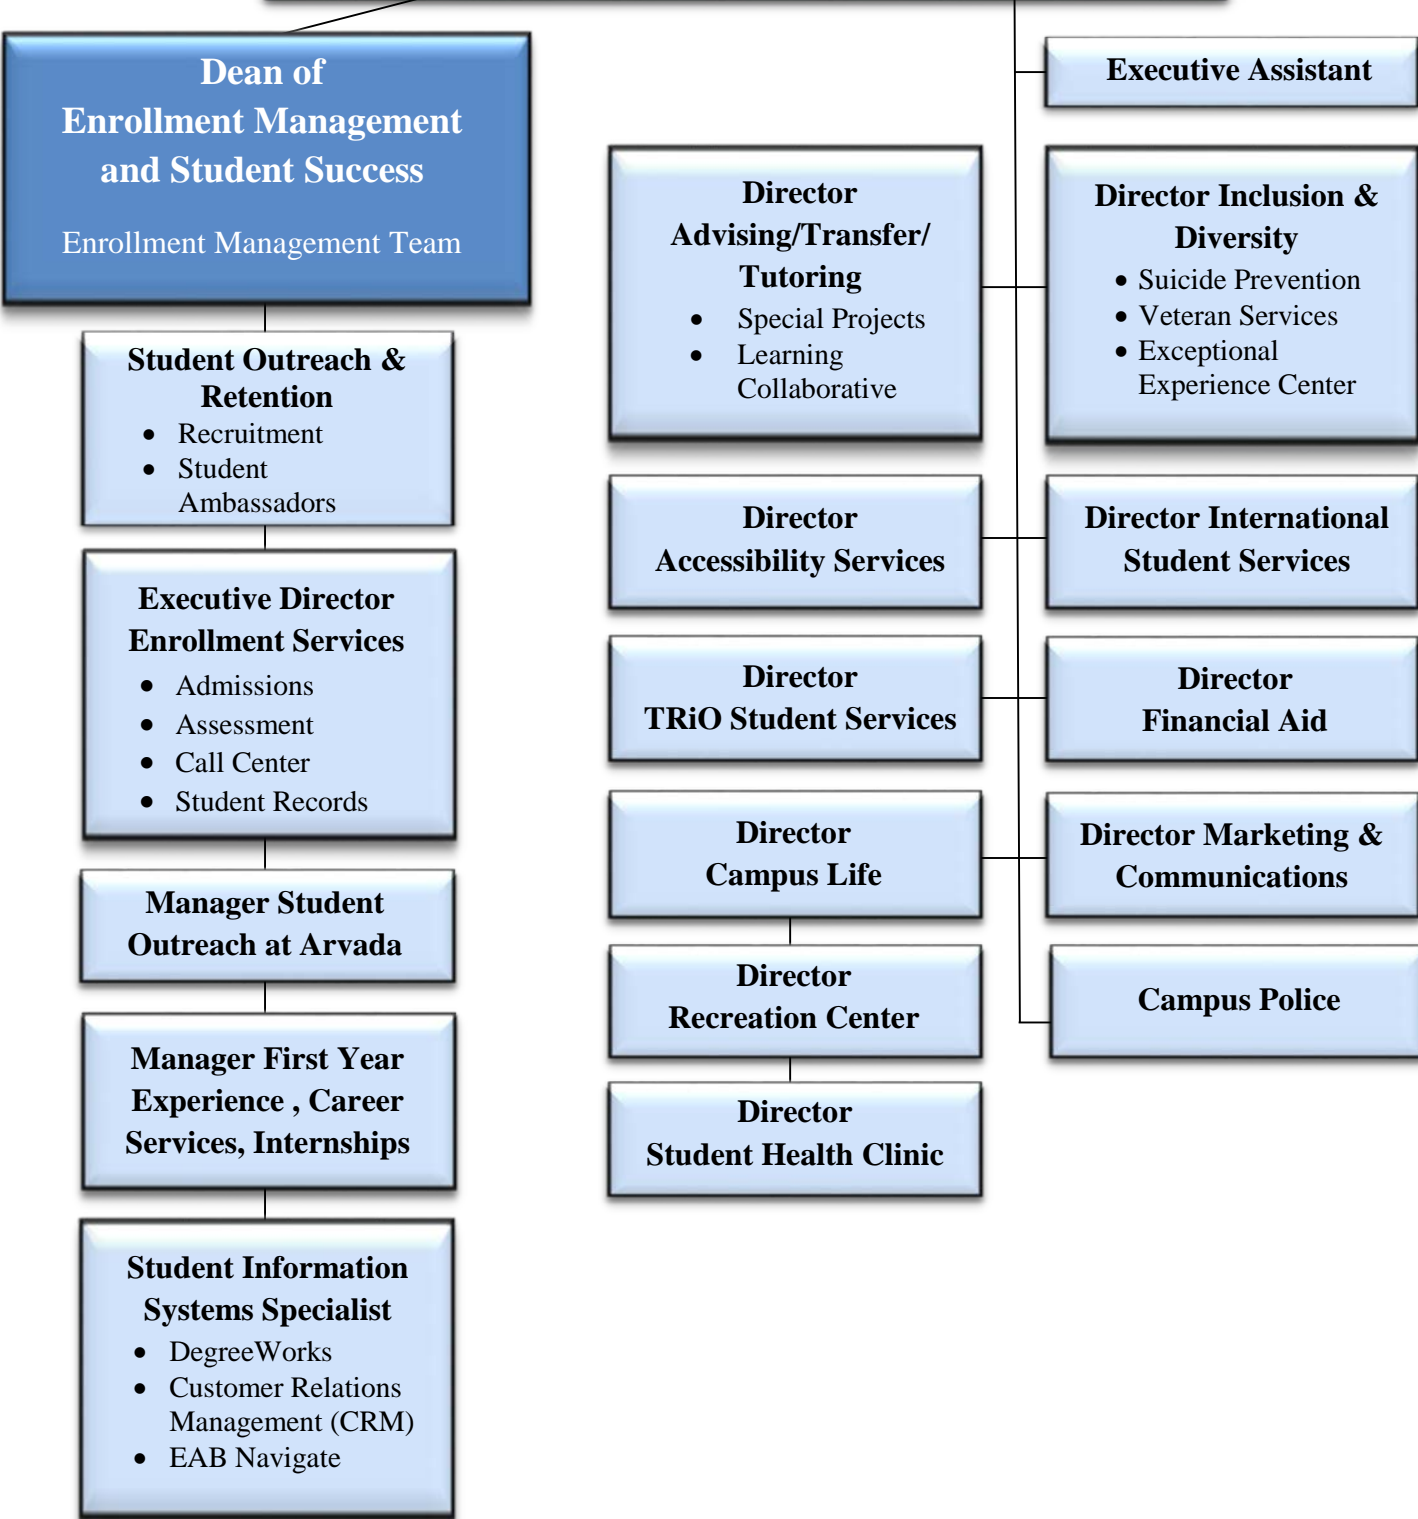 Dean of
Enrollment Management
and Student Success
Enrollment Management Team
Student Outreach &
Retention
• Recruitment
• Student
Ambassadors
Executive Director
Enrollment Services
• Admissions
• Assessment
• Call Center
• Student Records
Manager Student
Outreach at Arvada
Manager First Year
Experience , Career
Services, Internships
Student Information
Systems Specialist
• DegreeWorks
• Customer Relations
Management (CRM)
• EAB Navigate
Director
Advising/Transfer/
Tutoring
• Special Projects
• Learning
Collaborative
Director
Accessibility Services
Director
TRiO Student Services
Director
Campus Life
Director
Recreation Center
Director
Student Health Clinic
Executive Assistant
Director Inclusion &
Diversity
• Suicide Prevention
• Veteran Services
• Exceptional
Experience Center
Director International
Student Services
Director
Financial Aid
Director Marketing &
Communications
Campus Police